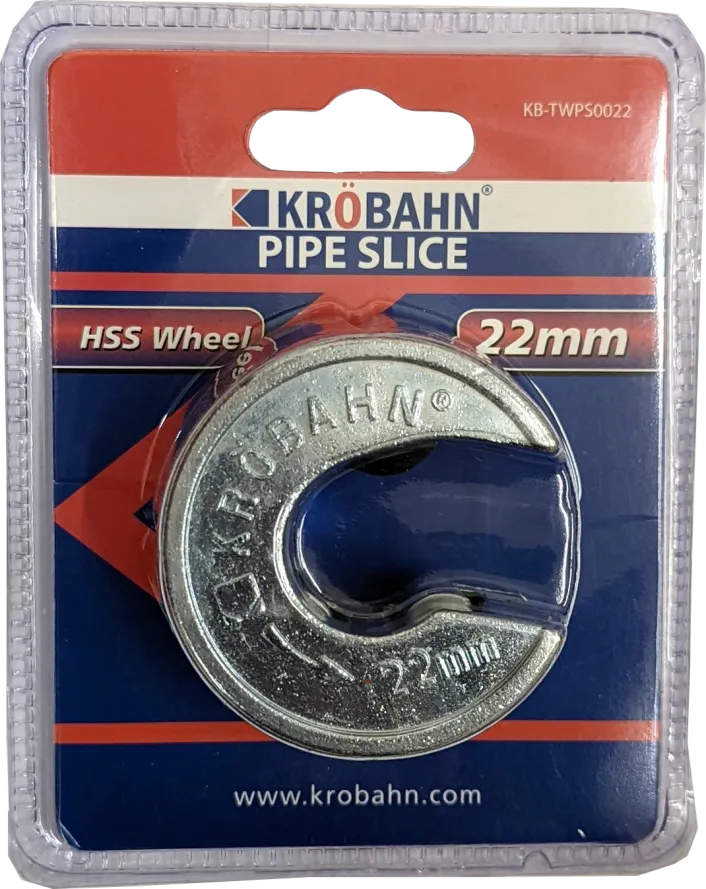 KB-TWPS0022
KRÖBAHN®
PIPE SLICE
HSS Wheel
22mm
KRÖBAHN®
22mm
www.krobahn.com